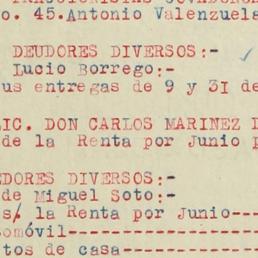 o. 45.Antonio Valenzuela
DEUDORES DIVERSOS:-
Lucio Borrego:-
us entregas de 9 y 31 de
LIC. DON CARLOS MARINEZ D
de la Renta por Junio p
EDORES DIVERSOS:-
de Miguel Soto:-
s/ la Renta por Junio----
omóvil-------------------
tos de casa--------------